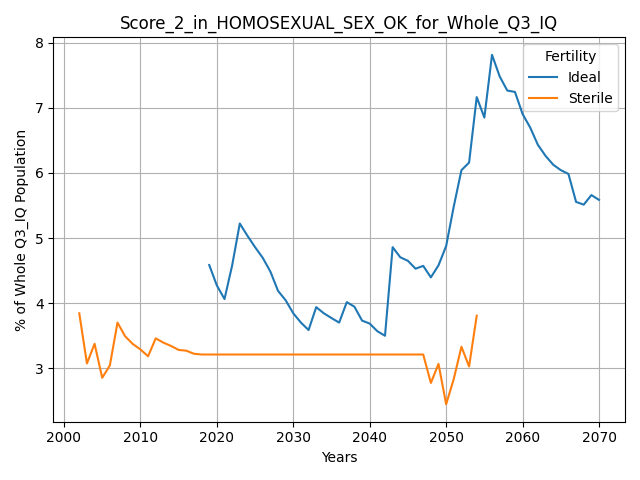 Score_2_in_HOMOSEXUAL_SEX_OK_for_Whole_Q3_IQ
% of Whole Q3_IQ Population
8
7
6
5
4
3
Fertility
Ideal
Sterile
2000 2010 2020 2030 2040 2050 2060 2070
Years